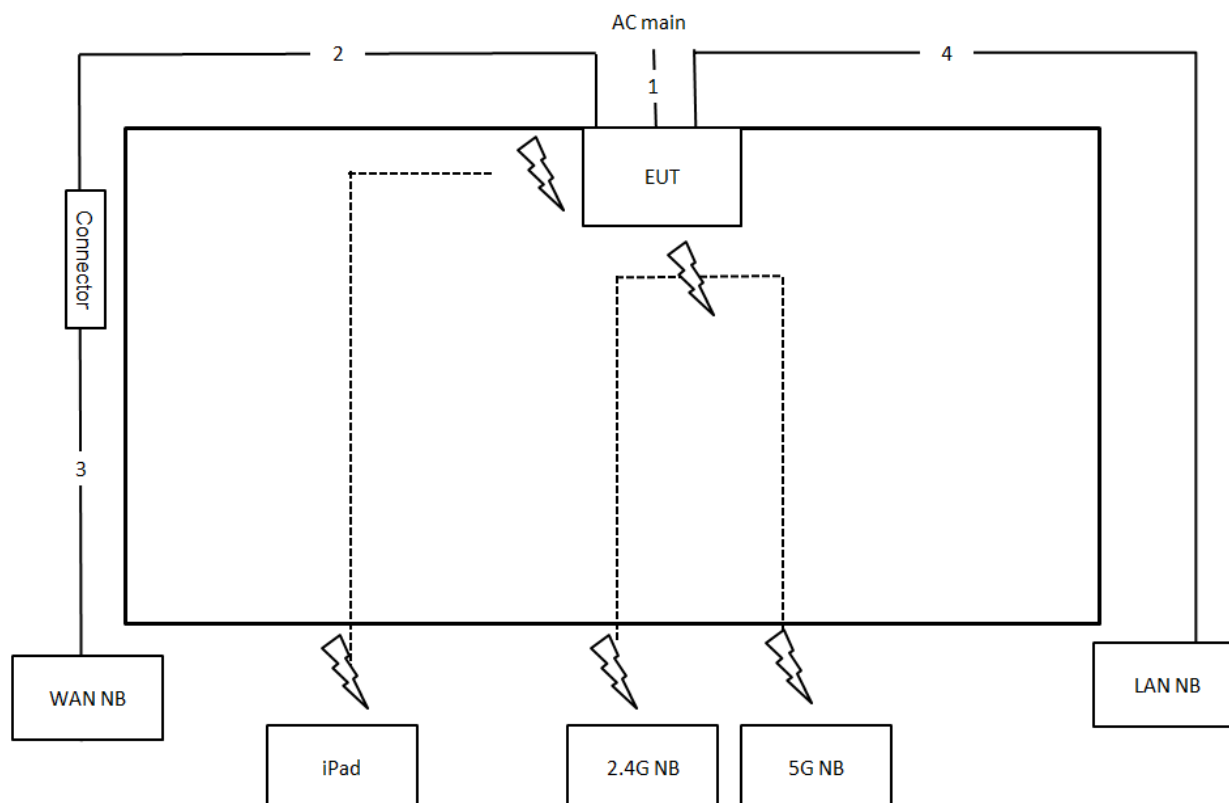 AC main
2
1
4
EUT
Connector
3
WAN NB
LAN NB
iPad
2.4G NB
5G NB